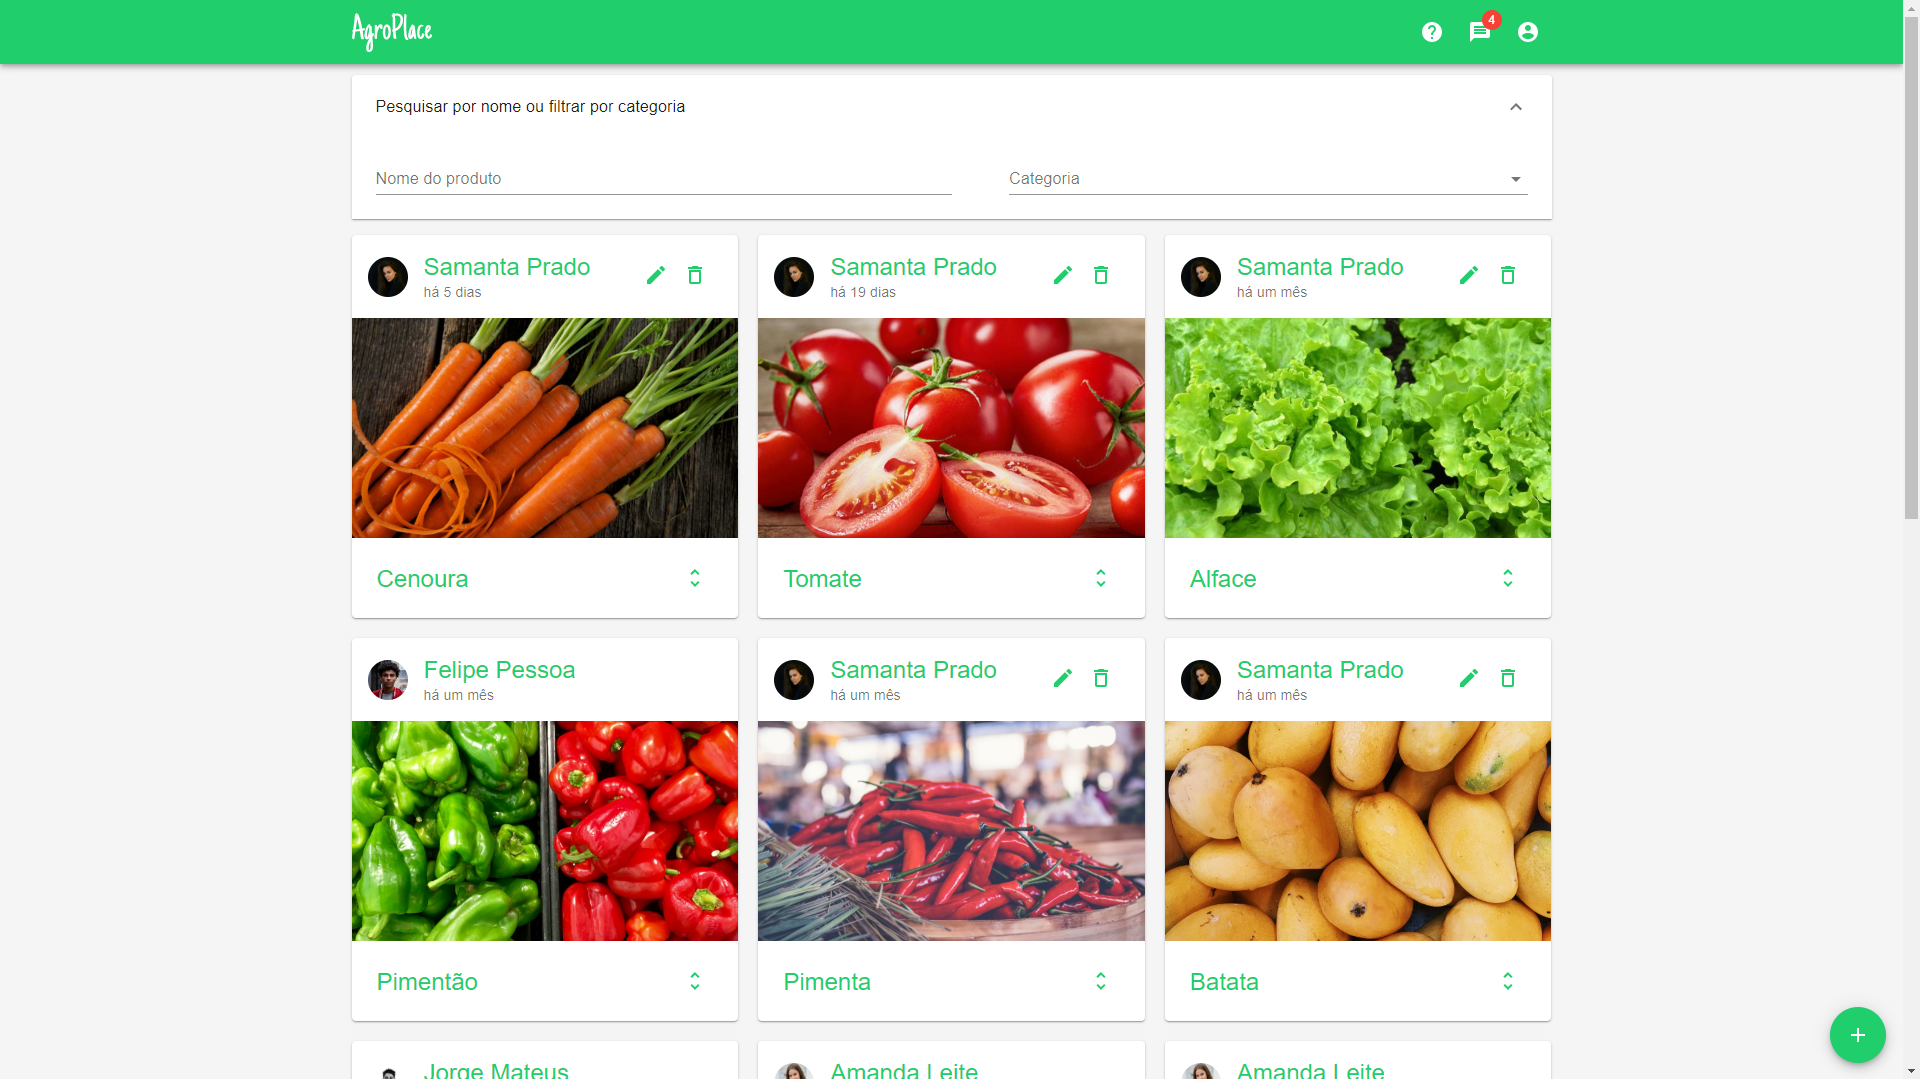 AgroPlace
4
Pesquisar por nome ou filtrar por categoria
Nome do produto
Categoria
Samanta Prado
há 5 dias
Samanta Prado
há 19 dias
Samanta Prado
há um mês
Cenoura
Tomate
Alface
Felipe Pessoa
há um mês
Samanta Prado
há um mês
Samanta Prado
há um mês
Pimentão
Pimenta
Batata
Jorge Mateus
Amanda Leite
Amanda Leite